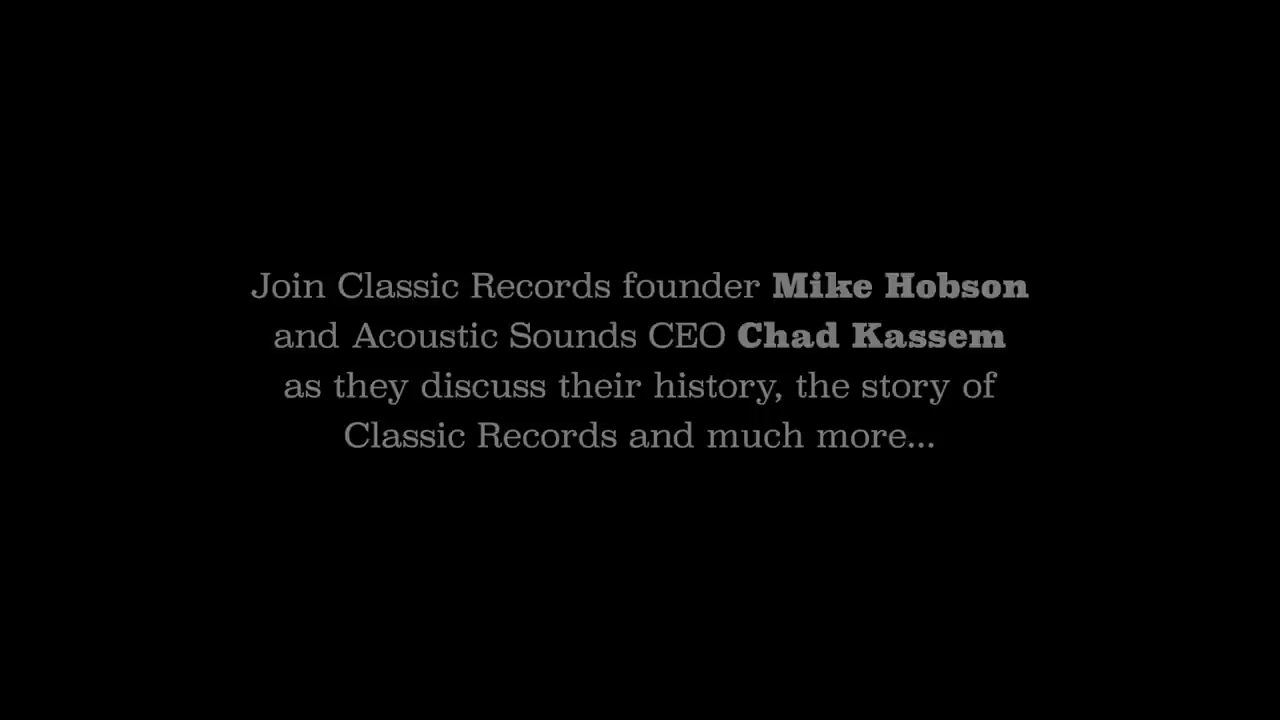 Join Classic Records founder Mike Hobson
and Acoustic Sounds CEO Chad Kassem
as they discuss their history, the story of
Classic Records and much more...